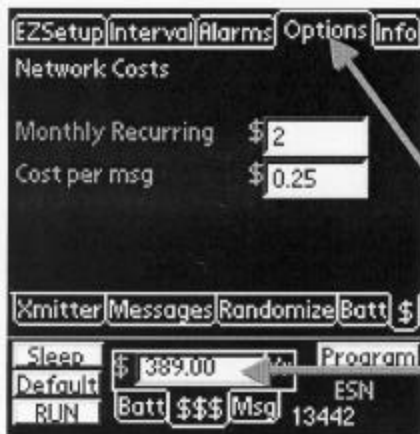 EZSetup Interval Alarms Options Info
Network Costs
Monthly Recurring $ 2
Cost per msg $ 0.25
Xmitter Messages Randomize Batt $
Sleep
Default
RUN
$ 389.00
Batt $$$ Msg
Program
ESN
13442